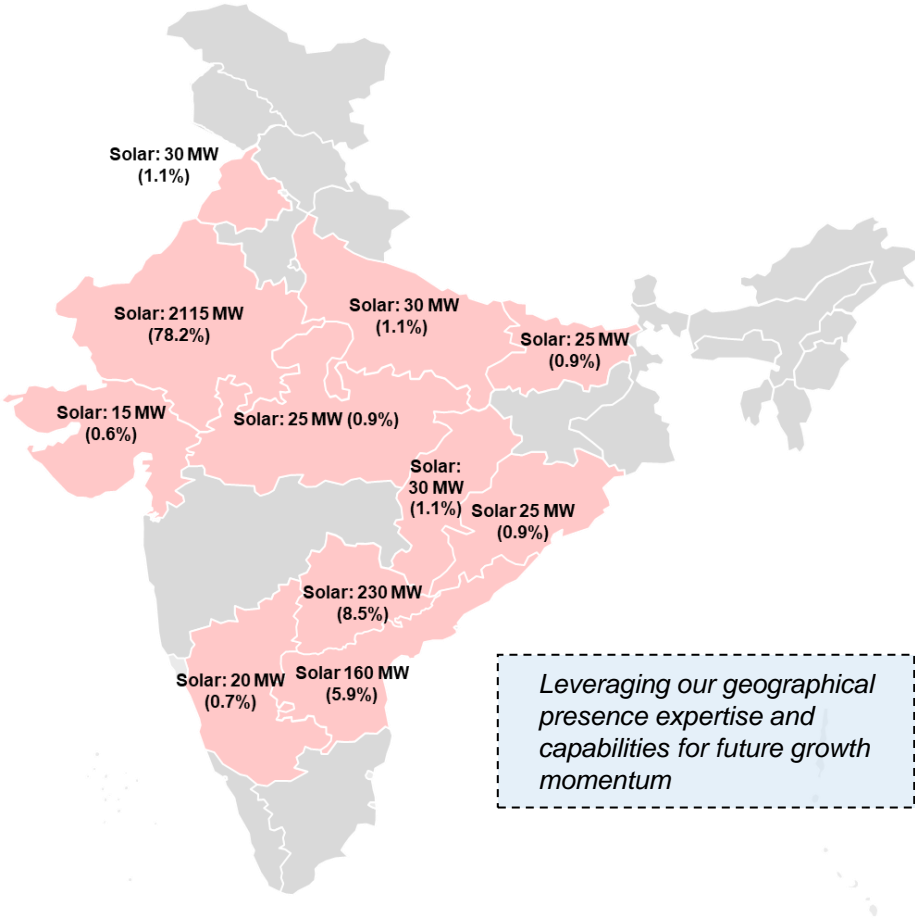 Solar: 30 MW
(1.1%)
Solar: 2115 MW
(78.2%)
Solar: 30 MW
(1.1%)
Solar: 25 MW
(0.9%)
Solar: 15 MW
(0.6%)
Solar: 25 MW (0.9%)
Solar:
30 MW
(1.1%)
Solar 25 MW
(0.9%)
Solar: 230 MW
(8.5%)
Solar: 20 MW
(0.7%)
Solar 160 MW
(5.9%)
Leveraging our geographical
presence expertise and
capabilities for future growth
momentum